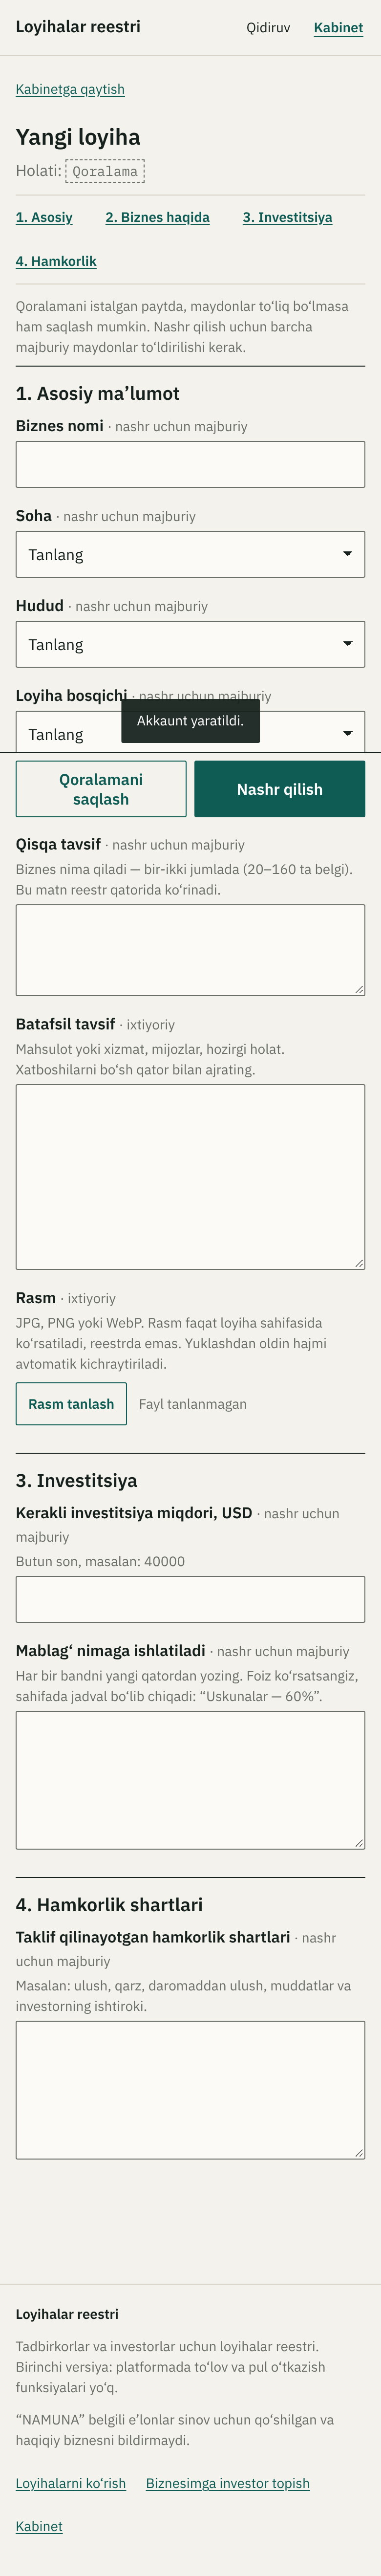 Loyihalar reestri
Qidiruv
Kabinet
Kabinetga qaytish
Yangi loyiha
Holati: Qoralama
1. Asosiy
2. Biznes haqida
3. Investitsiya
4. Hamkorlik
Qoralamani istalgan paytda, maydonlar to‘liq bo‘lmasa
ham saqlash mumkin. Nashr qilish uchun barcha
majburiy maydonlar to‘ldirilishi kerak.
1. Asosiy ma’lumot
Biznes nomi · nashr uchun majburiy
Soha · nashr uchun majburiy
Tanlang
Hudud · nashr uchun majburiy
Tanlang
Loyiha bosqichi · nashr uchun majburiy
Tanlang
Akkaunt yaratildi.
Qoralamani
saqlash
Nashr qilish
Qisqa tavsif · nashr uchun majburiy
Biznes nima qiladi — bir-ikki jumlada (20–160 ta belgi).
Bu matn reestr qatorida ko‘rinadi.
Batafsil tavsif · ixtiyoriy
Mahsulot yoki xizmat, mijozlar, hozirgi holat.
Xatboshilarni bo‘sh qator bilan ajrating.
Rasm · ixtiyoriy
JPG, PNG yoki WebP. Rasm faqat loyiha sahifasida
ko‘rsatiladi, reestrda emas. Yuklashdan oldin hajmi
avtomatik kichraytiriladi.
Rasm tanlash
Fayl tanlanmagan
3. Investitsiya
Kerakli investitsiya miqdori, USD · nashr uchun
majburiy
Butun son, masalan: 40000
Mablag‘ nimaga ishlatiladi · nashr uchun majburiy
Har bir bandni yangi qatordan yozing. Foiz ko‘rsatsangiz,
sahifada jadval bo‘lib chiqadi: “Uskunalar — 60%”.
4. Hamkorlik shartlari
Taklif qilinayotgan hamkorlik shartlari · nashr
uchun majburiy
Masalan: ulush, qarz, daromaddan ulush, muddatlar va
investorning ishtiroki.
Loyihalar reestri
Tadbirkorlar va investorlar uchun loyihalar reestri.
Birinchi versiya: platformada to‘lov va pul o‘tkazish
funksiyalari yo‘q.
“NAMUNA” belgili e’lonlar sinov uchun qo‘shilgan va
haqiqiy biznesni bildirmaydi.
Loyihalarni ko‘rish
Biznesimga investor topish
Kabinet